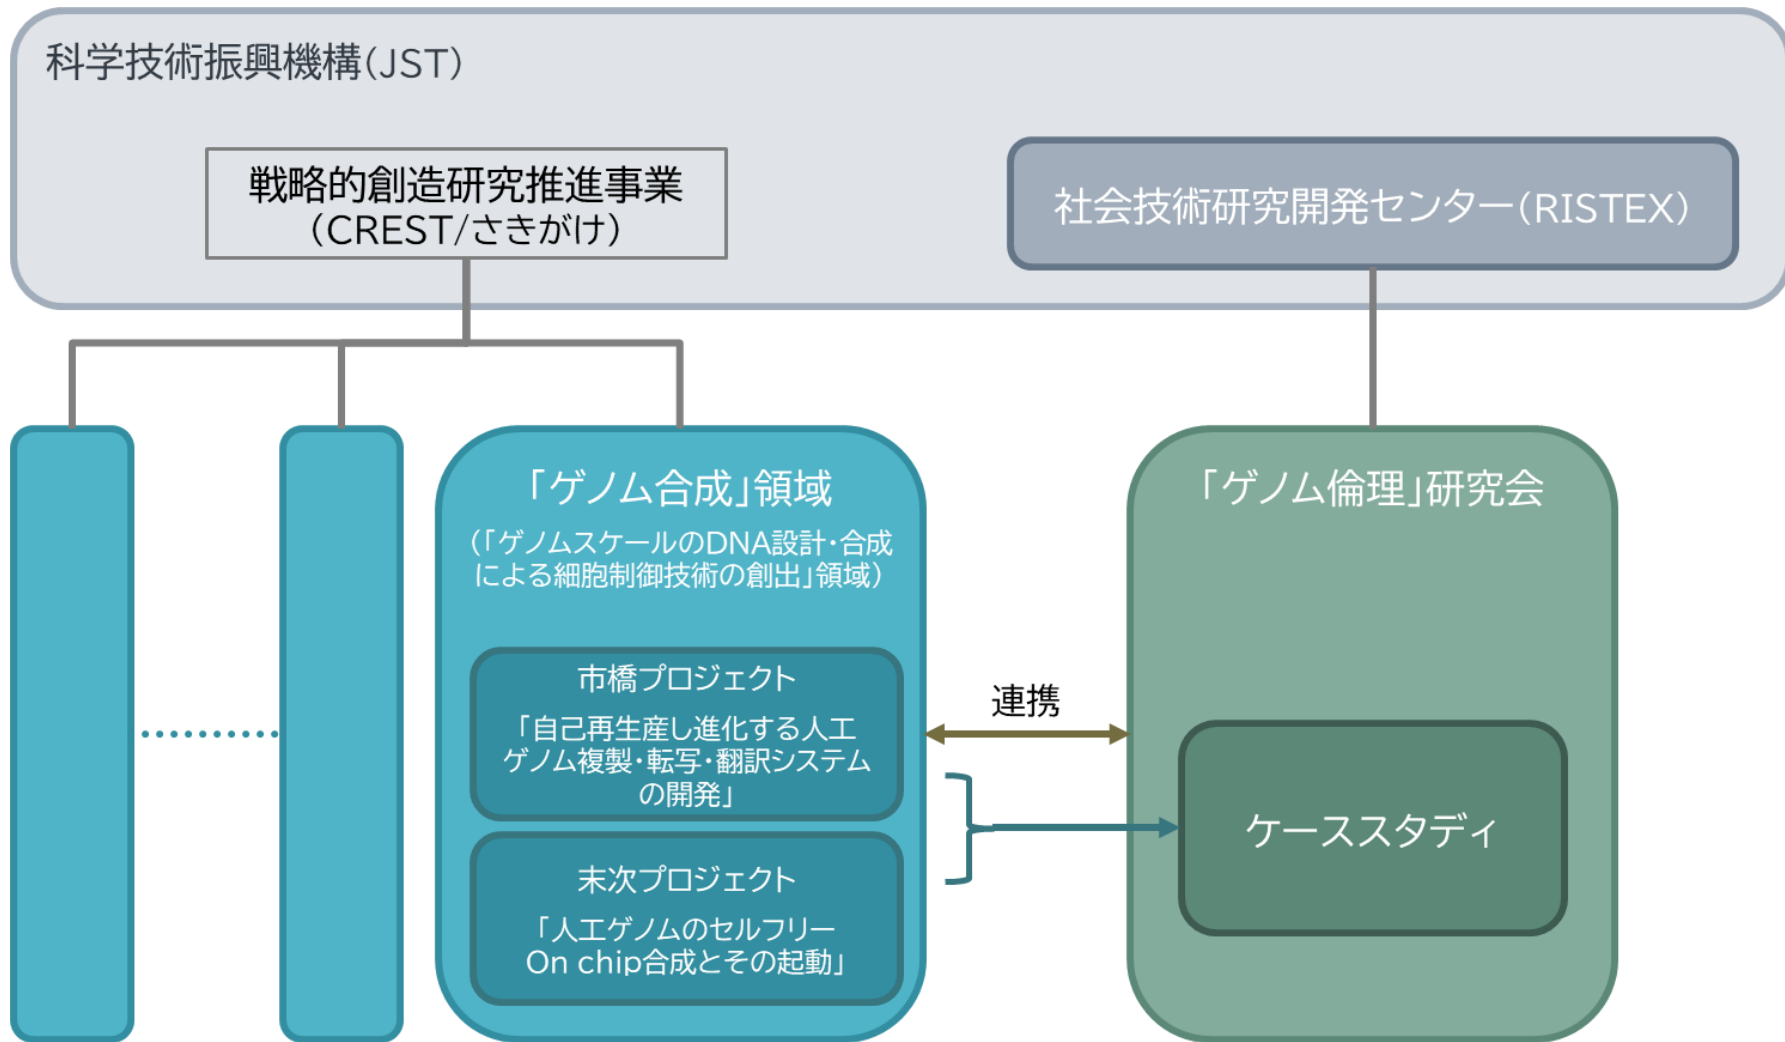 科学技術振興機構(JST)
戦略的創造研究推進事業
(CREST/さきがけ)
社会技術研究開発センター(RISTEX)
「ゲノム合成」領域
(「ゲノムスケールのDNA設計・合成
による細胞制御技術の創出」領域)
市橋プロジェクト
「自己再生産し進化する人工
ゲノム複製・転写・翻訳システム
の開発」
末次プロジェクト
「人工ゲノムのセルフリー
On chip合成とその起動」
連携
「ゲノム倫理」研究会
ケーススタディ